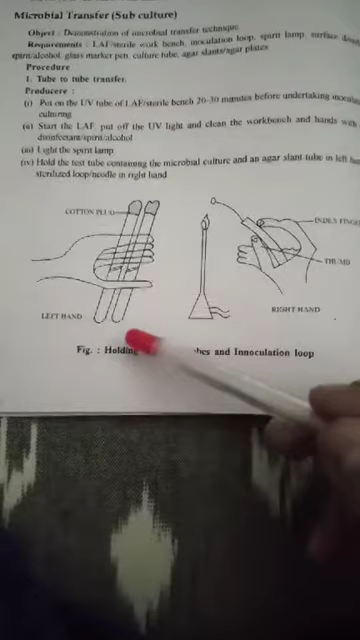 Microbial Transfer (Sub culture)
Object : Demonstration of microbial transfer technique
Requirements : LAF/sterile work bench, inoculation loop, spirit lamp, surface
spirit/alcohol, glass marker pen, culture tube, agar slants/agar plates
Procedure
1. Tube to tube transfer.
Producere :
(i) Put on the UV tube of LAF/sterile bench 20-30 minutes before undertaking
culturing
(ii) Start the LAF, put off the UV light and clean the workbench and hands with
disinfectant/spirit/alcohol
(iii) Light the spirit lamp
(iv) Hold the test tube containing the microbial culture and an agar slant tube in left
sterilized loop/needle in right hand
COTTON PLUG
INDEX FING
THUMB
LEFT HAND
RIGHT HAND
Fig. : Holding bes and Innoculation loop